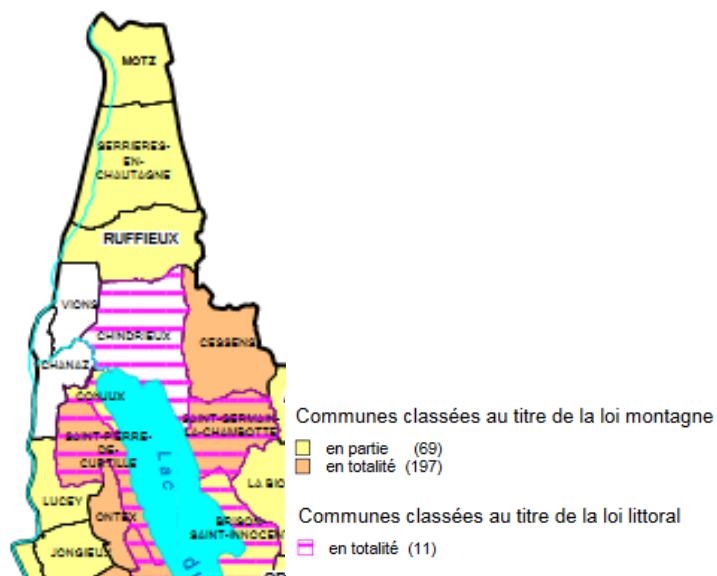 MOTZ
SERRIERES-
EN-
CHAUTAGNE
RUFFIEUX
VIONS
CHINDRIEUX
CESSENS
CHANAZ
CONJUX
SAINT-GERMAIN-
LA-CHAMBOTTE
SAINT-PIERRE-
DE-
CURTILLE
Lac
LA BIO
LUCEY
ONTEX
BRISON-
SAINT-INNOCENT
JONGIEUX
d
Communes classées au titre de la loi montagne
en partie (69)
en totalité (197)
Communes classées au titre de la loi littoral
en totalité (11)